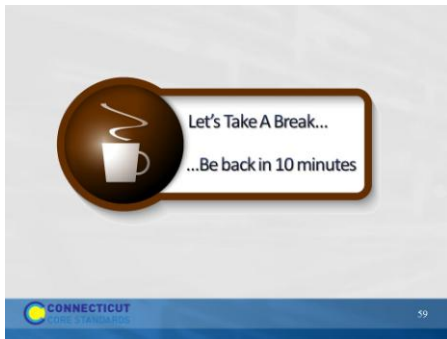 Let's Take A Break...
...Be back in 10 minutes
CONNECTICUT
CORE STANDARDS
59